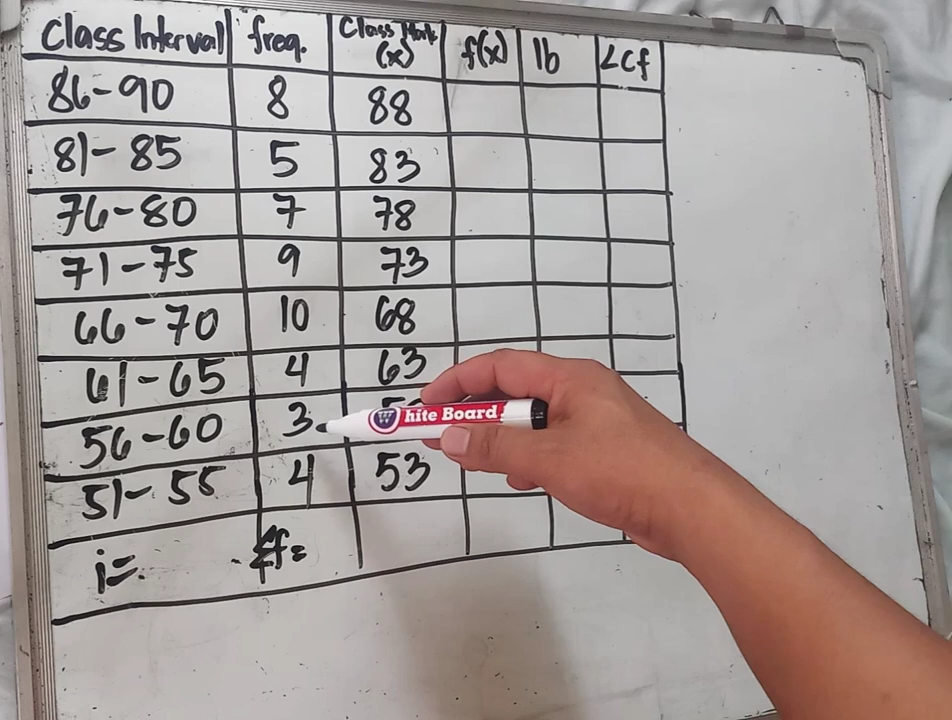 Class Interval freq. Class Mark (x) f(x) lb <cf
86-90 8 88
81-85 5 83
76-80 7 78
71-75 9 73
66-70 10 68
61-65 4 63
56-60 3
hite Board
51-55 4 53
i= Σf=